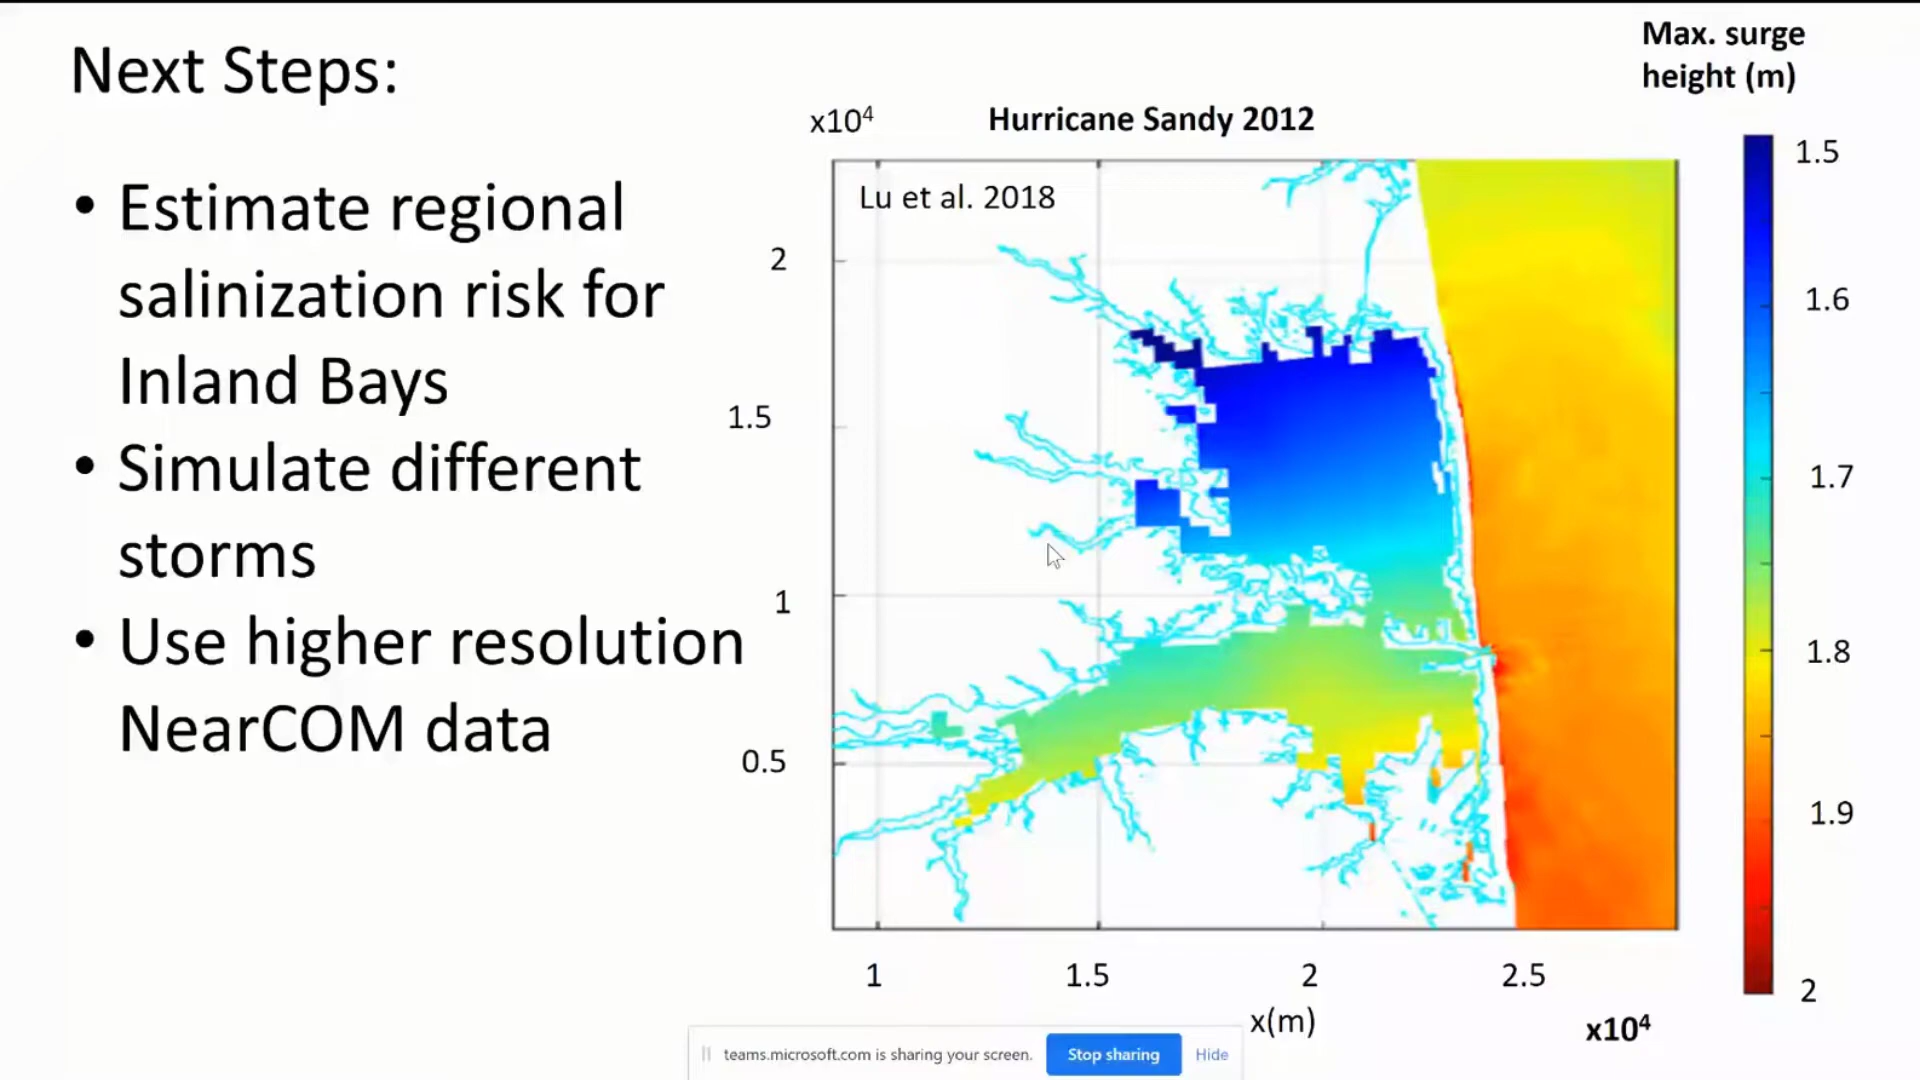 Next Steps:
• Estimate regional
salinization risk for
Inland Bays
• Simulate different
storms
• Use higher resolution
NearCOM data
Max. surge
height (m)
x10⁴
Hurricane Sandy 2012
Lu et al. 2018
2
1.5
1
0.5
1 1.5 2 2.5
x(m)
x10⁴
1.5
1.6
1.7
1.8
1.9
2
teams.microsoft.com is sharing your screen. Stop sharing Hide